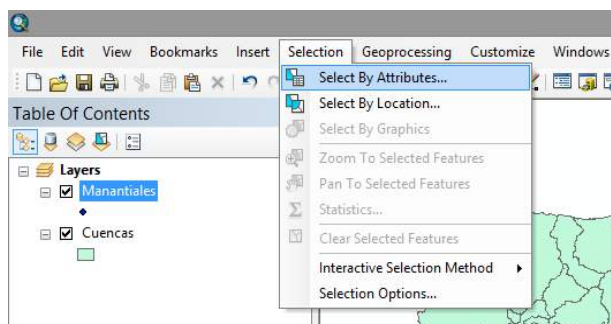 File Edit View Bookmarks Insert Selection Geoprocessing Customize Windows
Select By Attributes...
Select By Location...
Select By Graphics
Zoom To Selected Features
Pan To Selected Features
Statistics...
Clear Selected Features
Interactive Selection Method
Selection Options...
Table Of Contents
Layers
Manantiales
Cuencas